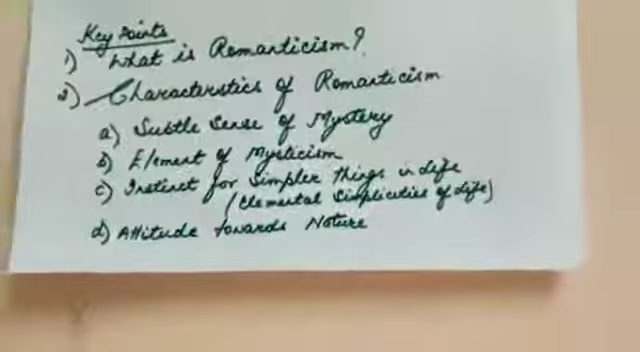 Key Points
1) What is Romanticism?
2) Characteristics of Romanticism
a) Subtle Sense of Mystery
b) Element of Mysticism
c) Instinct for Simpler things in life
(Elemental Simplicities of life)
d) Attitude towards Nature